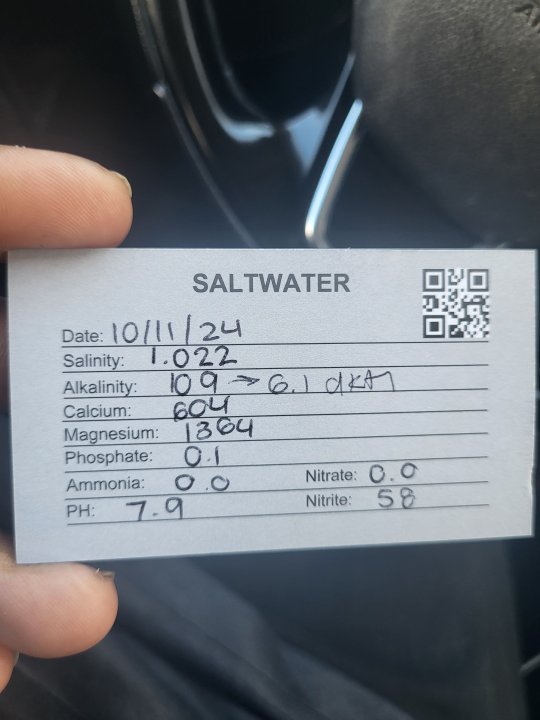 SALTWATER
Date: 10/11/24
Salinity: 1.022
Alkalinity: 109 → 6.1 dKH
Calcium: 604
Magnesium: 1364
Phosphate: 0.1
Ammonia: 0.0 Nitrate: 0.0
PH: 7.9 Nitrite: 58